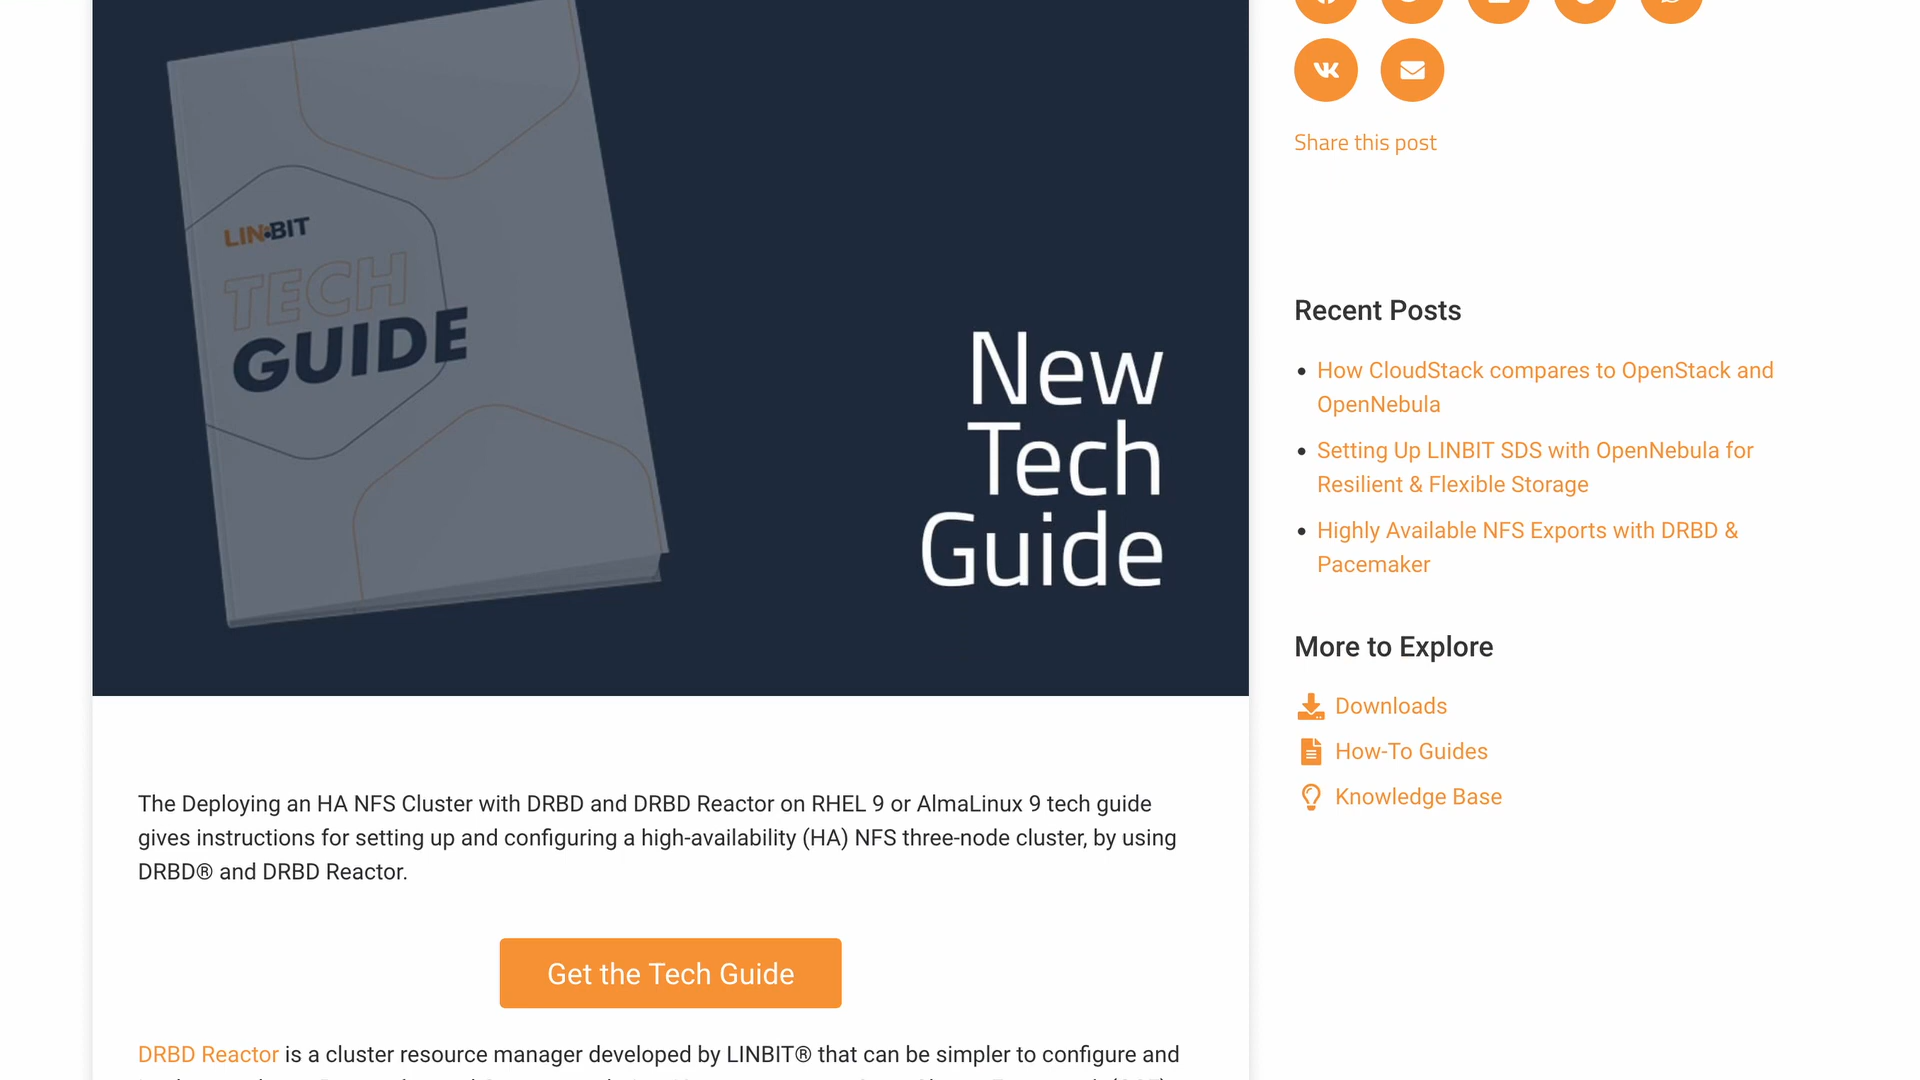 LINBIT
TECH
GUIDE
New
Tech
Guide
The Deploying an HA NFS Cluster with DRBD and DRBD Reactor on RHEL 9 or AlmaLinux 9 tech guide
gives instructions for setting up and configuring a high-availability (HA) NFS three-node cluster, by using
DRBD® and DRBD Reactor.
Get the Tech Guide
DRBD Reactor is a cluster resource manager developed by LINBIT® that can be simpler to configure and
Share this post
Recent Posts
• How CloudStack compares to OpenStack and
OpenNebula
• Setting Up LINBIT SDS with OpenNebula for
Resilient & Flexible Storage
• Highly Available NFS Exports with DRBD &
Pacemaker
More to Explore
Downloads
How-To Guides
Knowledge Base